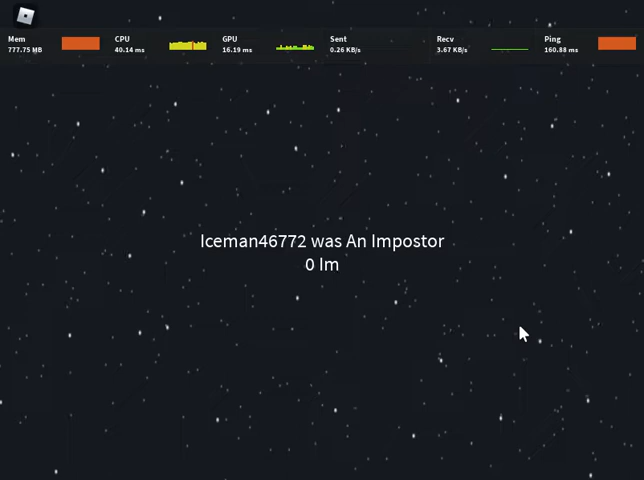 Mem CPU GPU Sent Recv Ping
777.75 MB 40.14 ms 16.19 ms 0.26 KB/s 3.67 KB/s 160.88 ms
Iceman46772 was An Impostor
0 Im